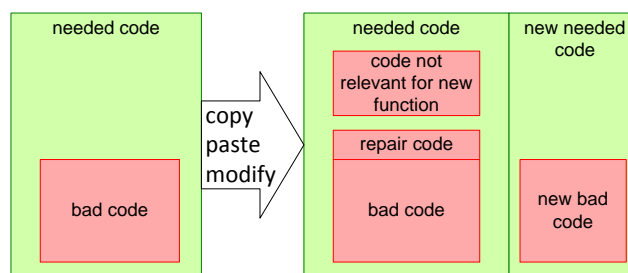 needed code
bad code
copy
paste
modify
needed code
code not
relevant for new
function
repair code
bad code
new needed
code
new bad
code